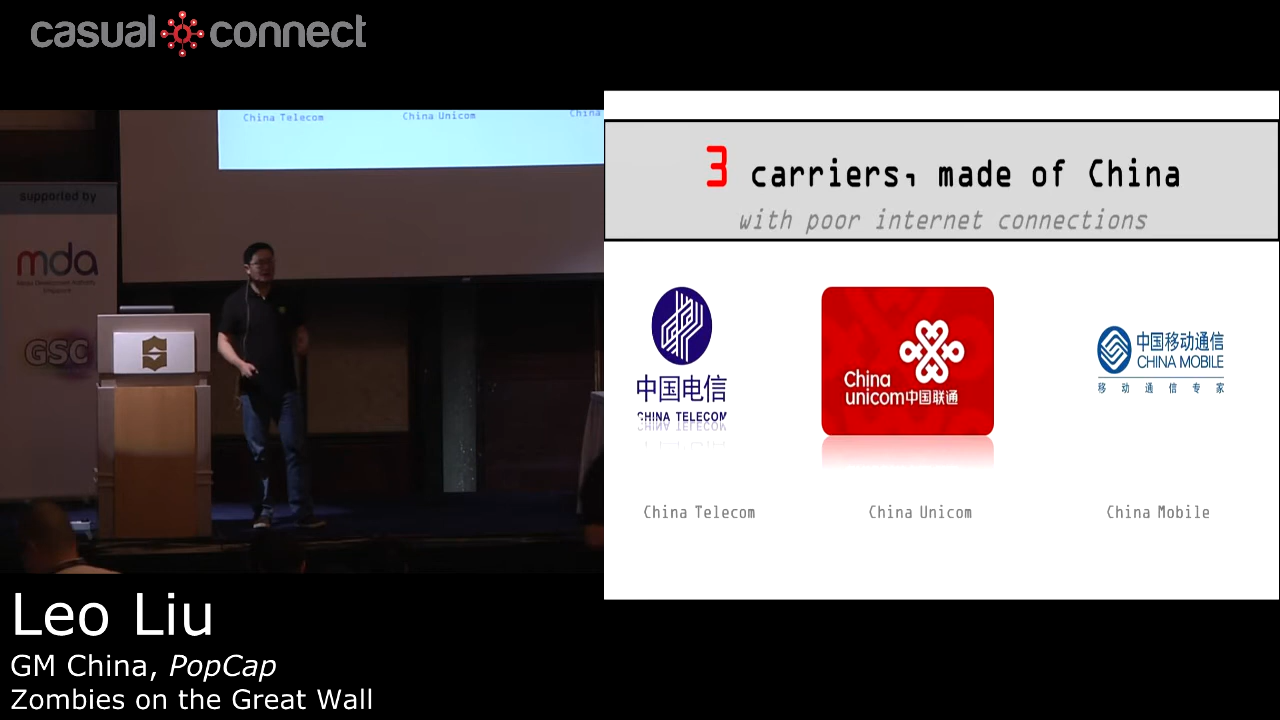 casual connect
China Telecom
China Unicom
China
supported by
mda
GSC
3 carriers, made of China
with poor internet connections
中国电信
CHINA TELECOM
China
unicom中国联通
中国移动通信
CHINA MOBILE
移动通信专家
China Telecom
China Unicom
China Mobile
Leo Liu
GM China, PopCap
Zombies on the Great Wall